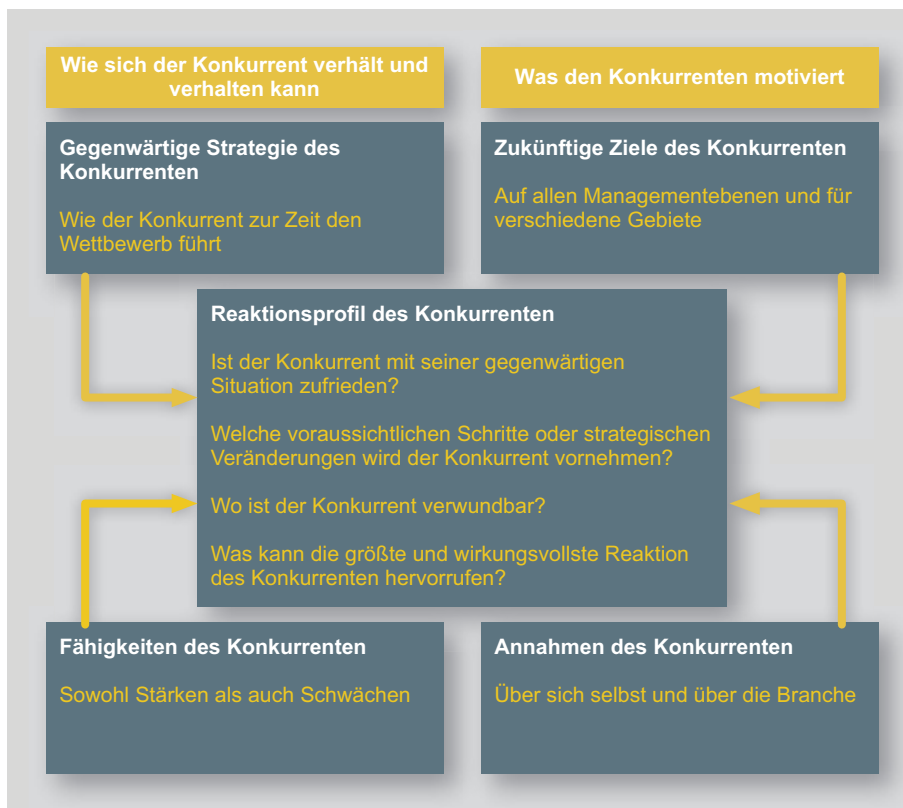 Wie sich der Konkurrent verhält und
verhalten kann
Was den Konkurrenten motiviert
Gegenwärtige Strategie des
Konkurrenten
Wie der Konkurrent zur Zeit den
Wettbewerb führt
Zukünftige Ziele des Konkurrenten
Auf allen Managementebenen und für
verschiedene Gebiete
Reaktionsprofil des Konkurrenten
Ist der Konkurrent mit seiner gegenwärtigen
Situation zufrieden?
Welche voraussichtlichen Schritte oder strategischen
Veränderungen wird der Konkurrent vornehmen?
Wo ist der Konkurrent verwundbar?
Was kann die größte und wirkungsvollste Reaktion
des Konkurrenten hervorrufen?
Fähigkeiten des Konkurrenten
Sowohl Stärken als auch Schwächen
Annahmen des Konkurrenten
Über sich selbst und über die Branche